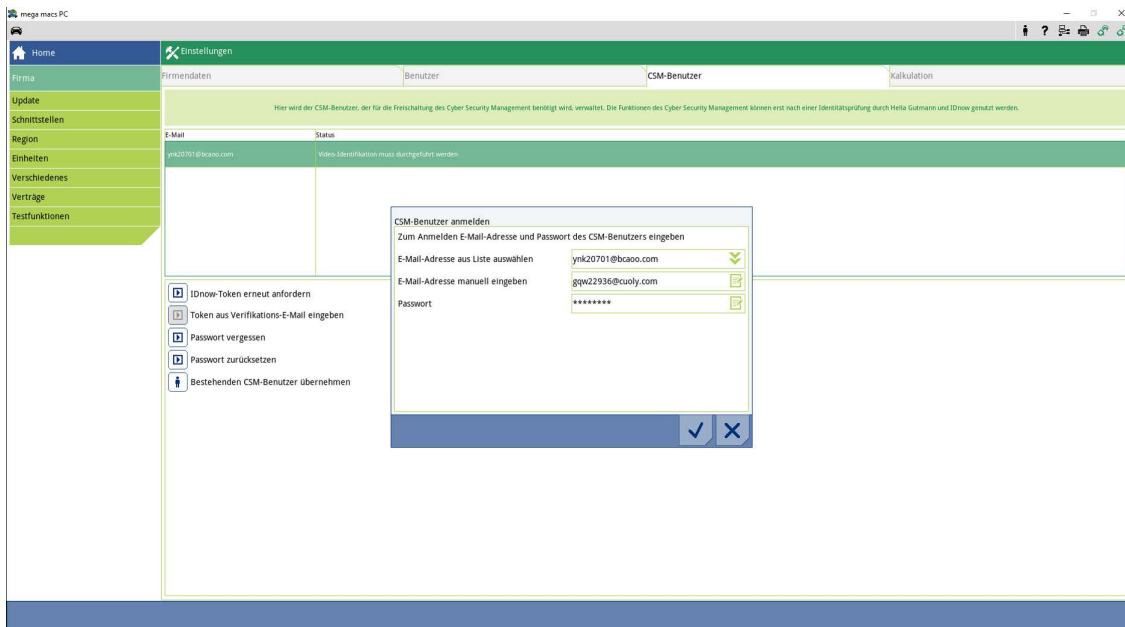 mega macs PC
Home
Einstellungen
Firma
Firmendaten
Benutzer
CSM-Benutzer
Kalkulation
Update
Schnittstellen
Region
Einheiten
Verschiedenes
Verträge
Testfunktionen
Hier wird der CSM-Benutzer, der für die Freischaltung des Cyber Security Management benötigt wird, verwaltet. Die Funktionen des Cyber Security Management können erst nach einer Identitätsprüfung durch Hella Gutmann und IDnow genutzt werden.
E-Mail
Status
ynk20701@bcaoo.com
Video-Identifikation muss durchgeführt werden
CSM-Benutzer anmelden
Zum Anmelden E-Mail-Adresse und Passwort des CSM-Benutzers eingeben
E-Mail-Adresse aus Liste auswählen
ynk20701@bcaoo.com
E-Mail-Adresse manuell eingeben
gqw22936@cuoly.com
Passwort
********
IDnow-Token erneut anfordern
Token aus Verifikations-E-Mail eingeben
Passwort vergessen
Passwort zurücksetzen
Bestehenden CSM-Benutzer übernehmen